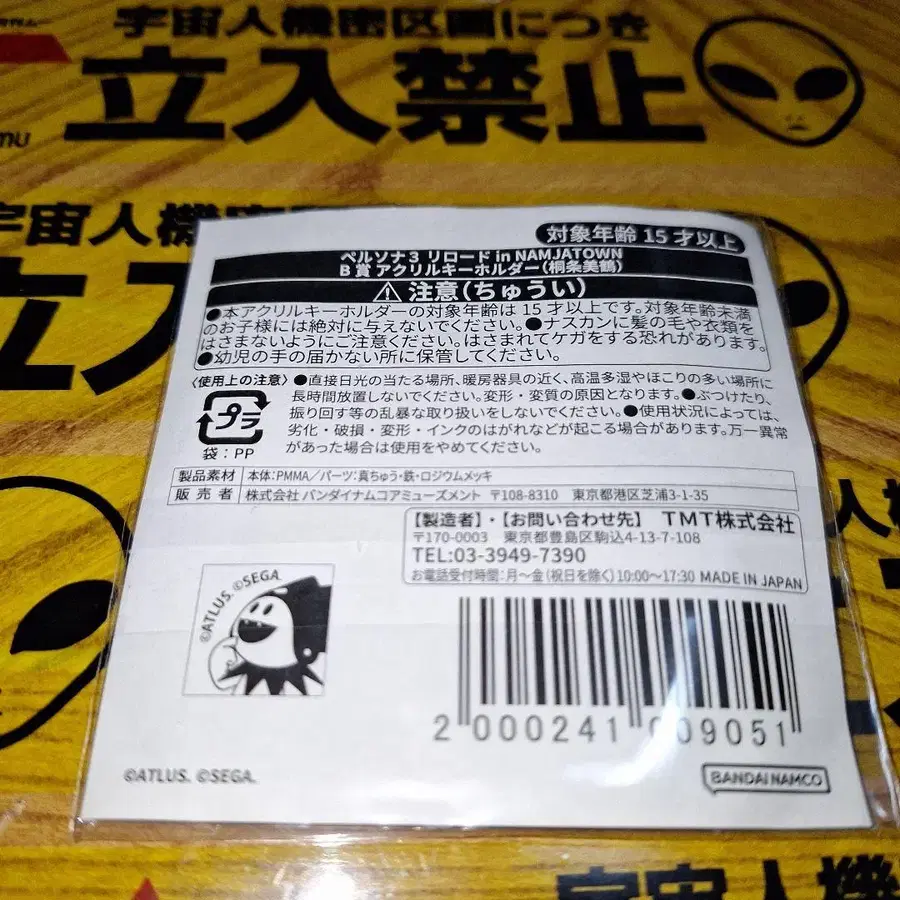 宇宙人機密区画につき
立入禁止
MU
宇宙人機密区
立入
対象年齢 15 才以上
ペルソナ3 リロード in NAMJATOWN
B 賞 アクリルキーホルダー(桐条美鶴)
⚠ 注意(ちゅうい)
●本アクリルキーホルダーの対象年齢は 15 才以上です。対象年齢未満
のお子様には絶対に与えないでください。●ナスカンに髪の毛や衣類を
はさまないようにご注意ください。はさまれてケガをする恐れがあります。
●幼児の手の届かない所に保管してください。
〈使用上の注意〉●直接日光の当たる場所、暖房器具の近く、高温多湿やほこりの多い場所に
長時間放置しないでください。変形・変質の原因となります。●ぶつけたり、
振り回す等の乱暴な取り扱いをしないでください。●使用状況によっては、
劣化・破損・変形・インクのはがれなどが起こる場合があります。万一異常
があった場合は使用をやめてください。
プラ
袋:PP
製品素材 本体:PMMA/パーツ:真ちゅう・鉄・ロジウムメッキ
販売者 株式会社 バンダイナムコアミューズメント 〒108-8310 東京都港区芝浦3-1-35
【製造者】・【お問い合わせ先】 TMT株式会社
〒170-0003 東京都豊島区駒込4-13-7-108
TEL:03-3949-7390
お電話受付時間:月~金(祝日を除く)10:00~17:30 MADE IN JAPAN
©ATLUS. ©SEGA.
2 000241 009051
©ATLUS. ©SEGA.
BANDAI NAMCO
宇宙人機